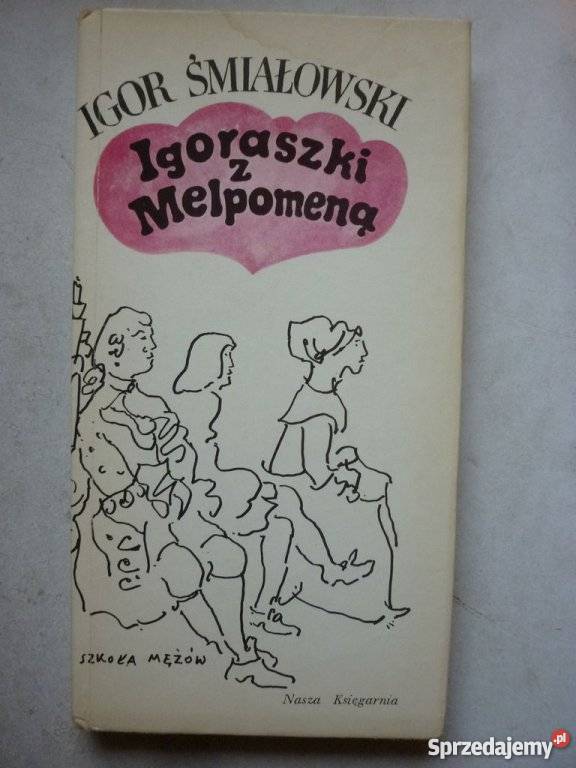 IGOR ŚMIAŁOWSKI
Igoraszki
z
Melpomeną
SZKOŁA MĘŻÓW
Nasza Księgarnia
Sprzedajemy.pl